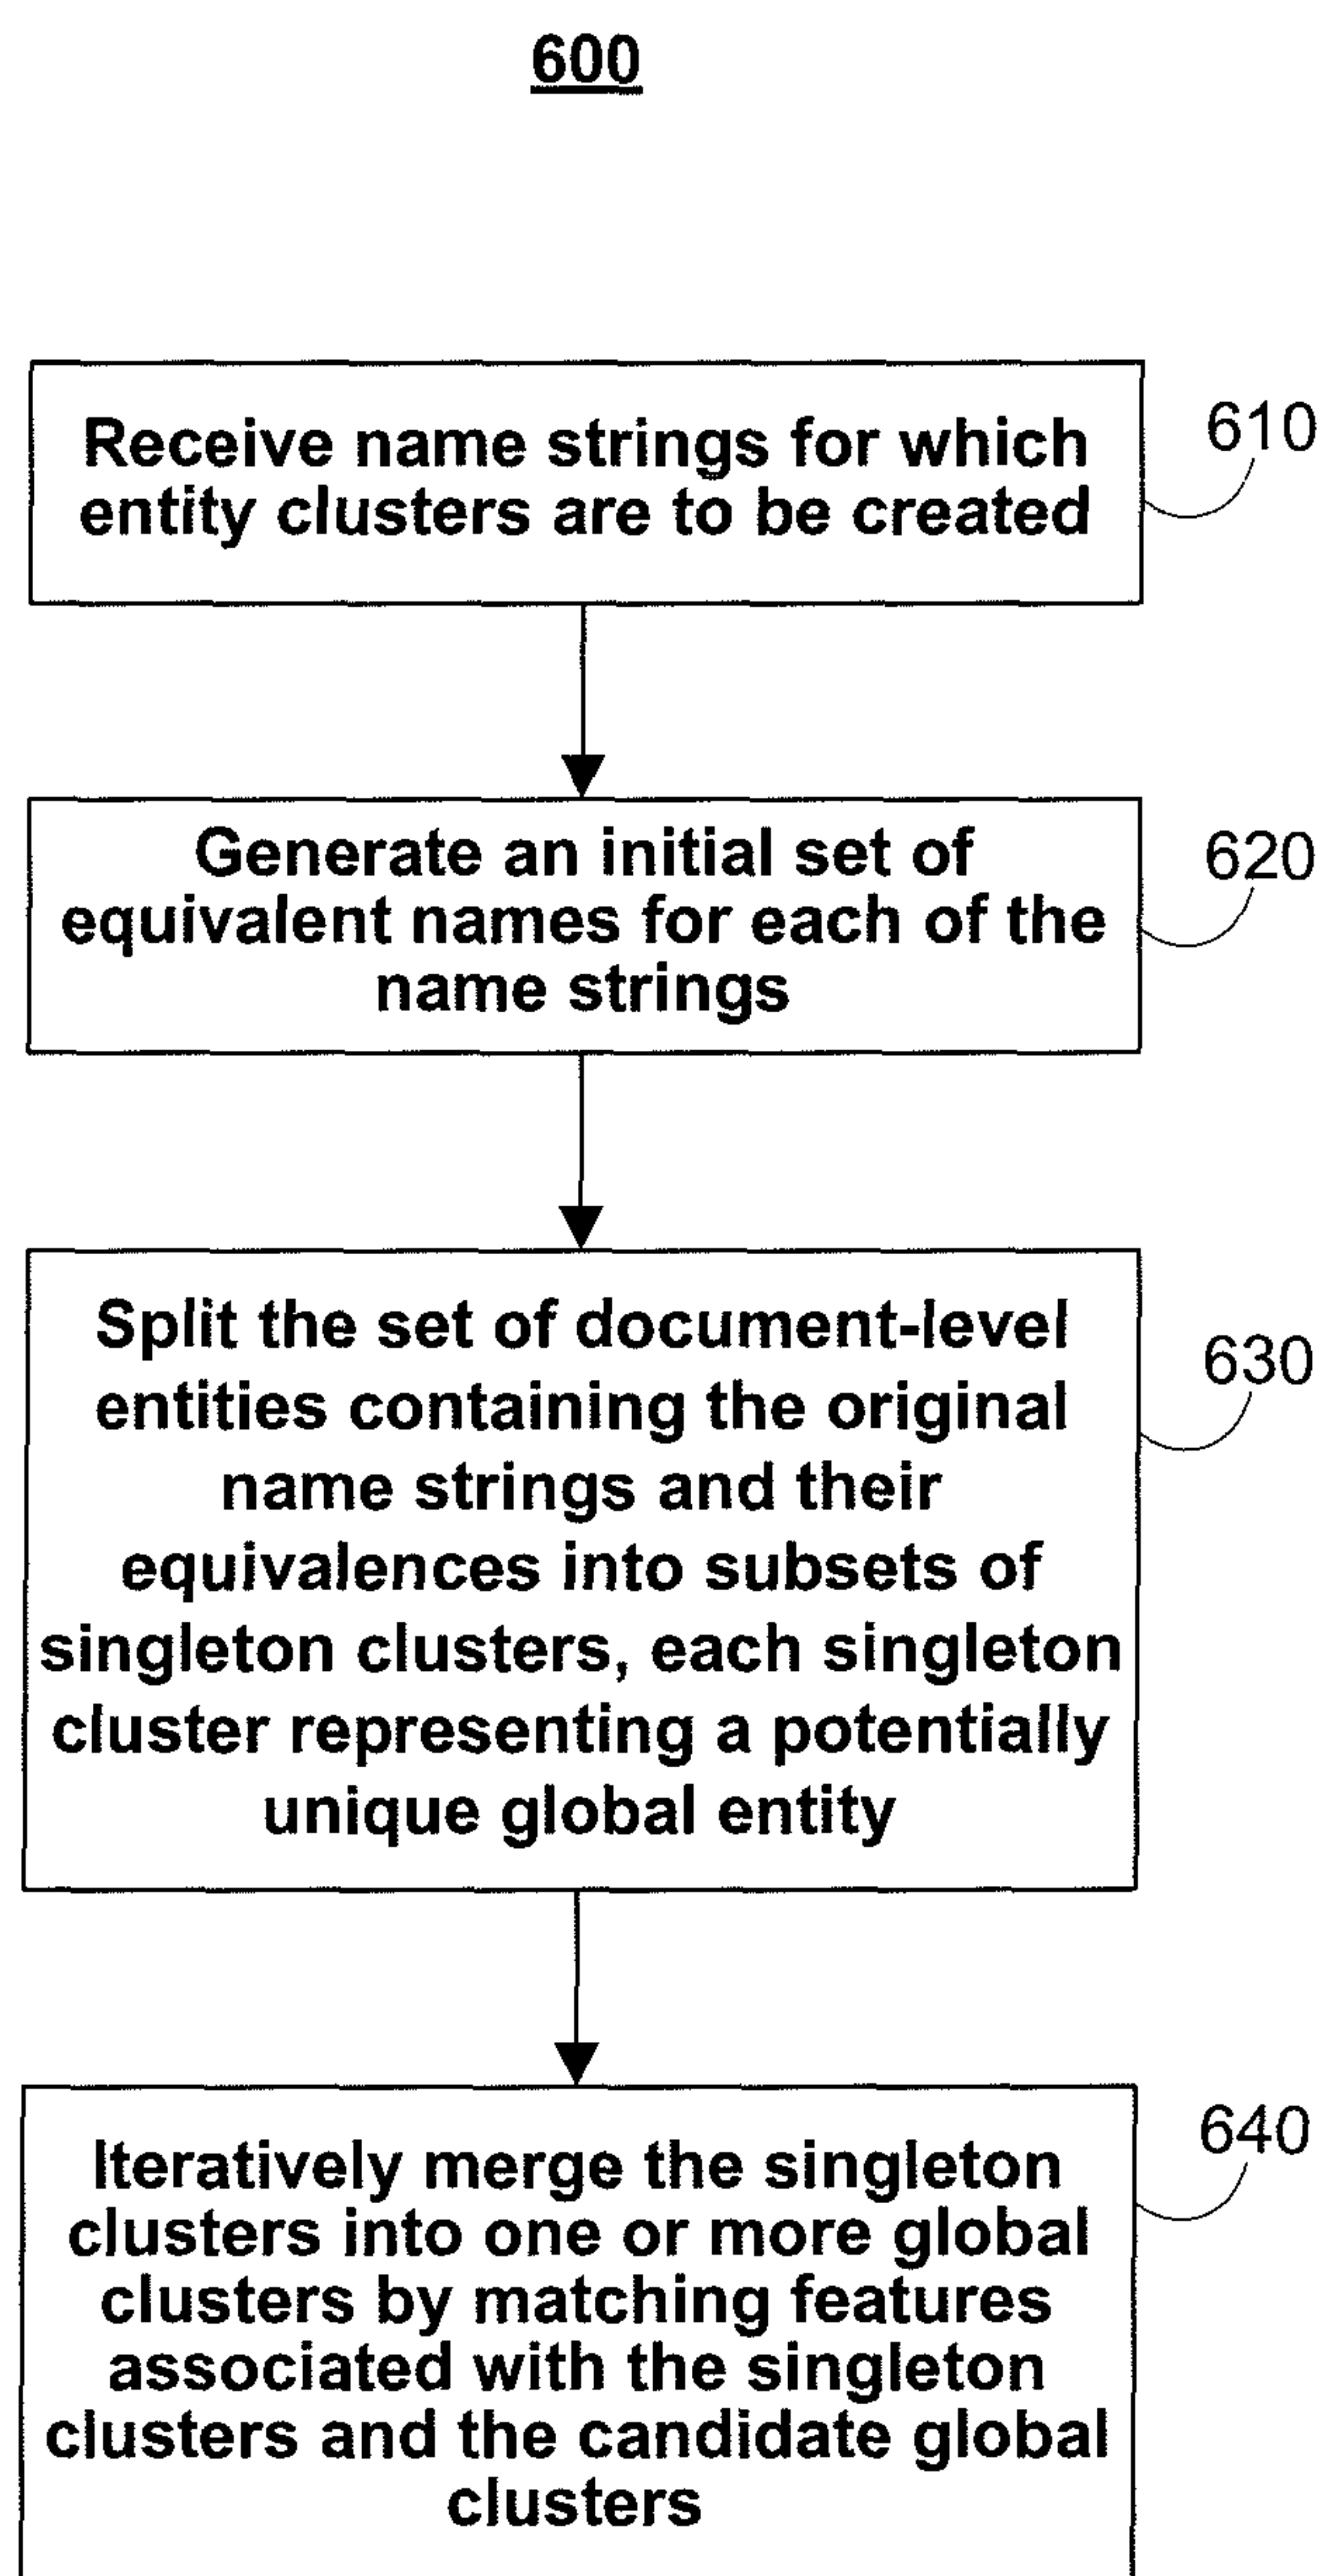 600
Receive name strings for which
entity clusters are to be created
610
Generate an initial set of
equivalent names for each of the
name strings
620
Split the set of document-level
entities containing the original
name strings and their
equivalences into subsets of
singleton clusters, each singleton
cluster representing a potentially
unique global entity
630
Iteratively merge the singleton
clusters into one or more global
clusters by matching features
associated with the singleton
clusters and the candidate global
clusters
640